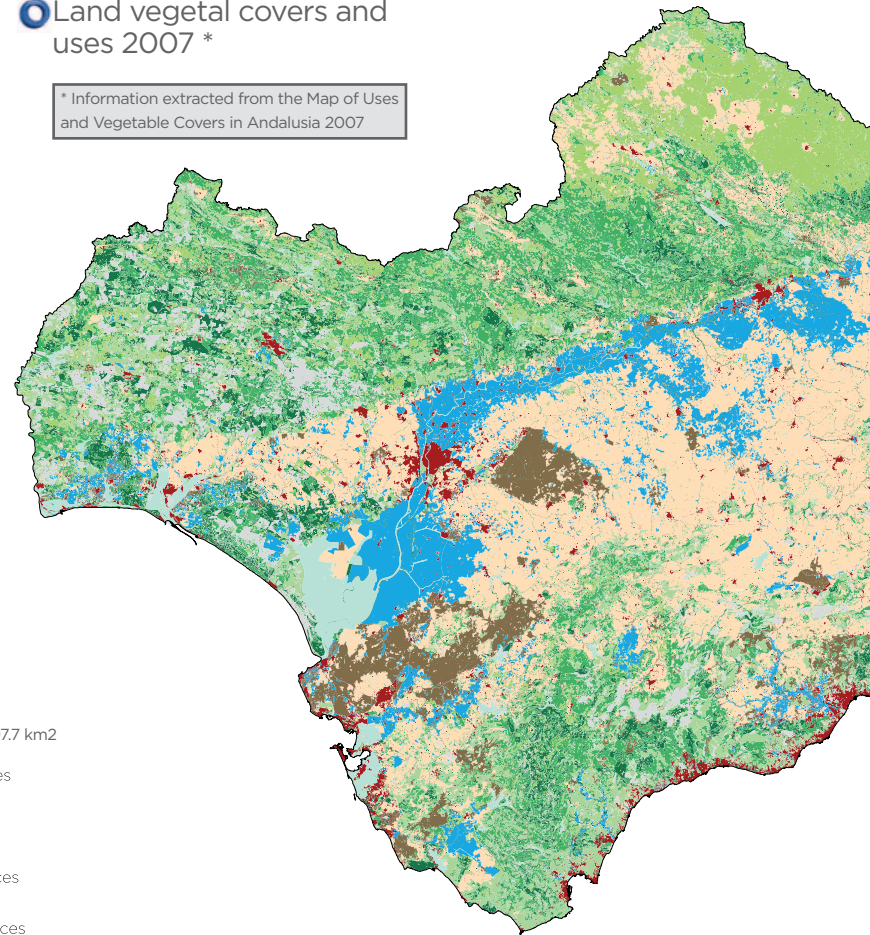 Land vegetal covers and
uses 2007 *
* Information extracted from the Map of Uses
and Vegetable Covers in Andalusia 2007
7.7 km2
es
ces
ces